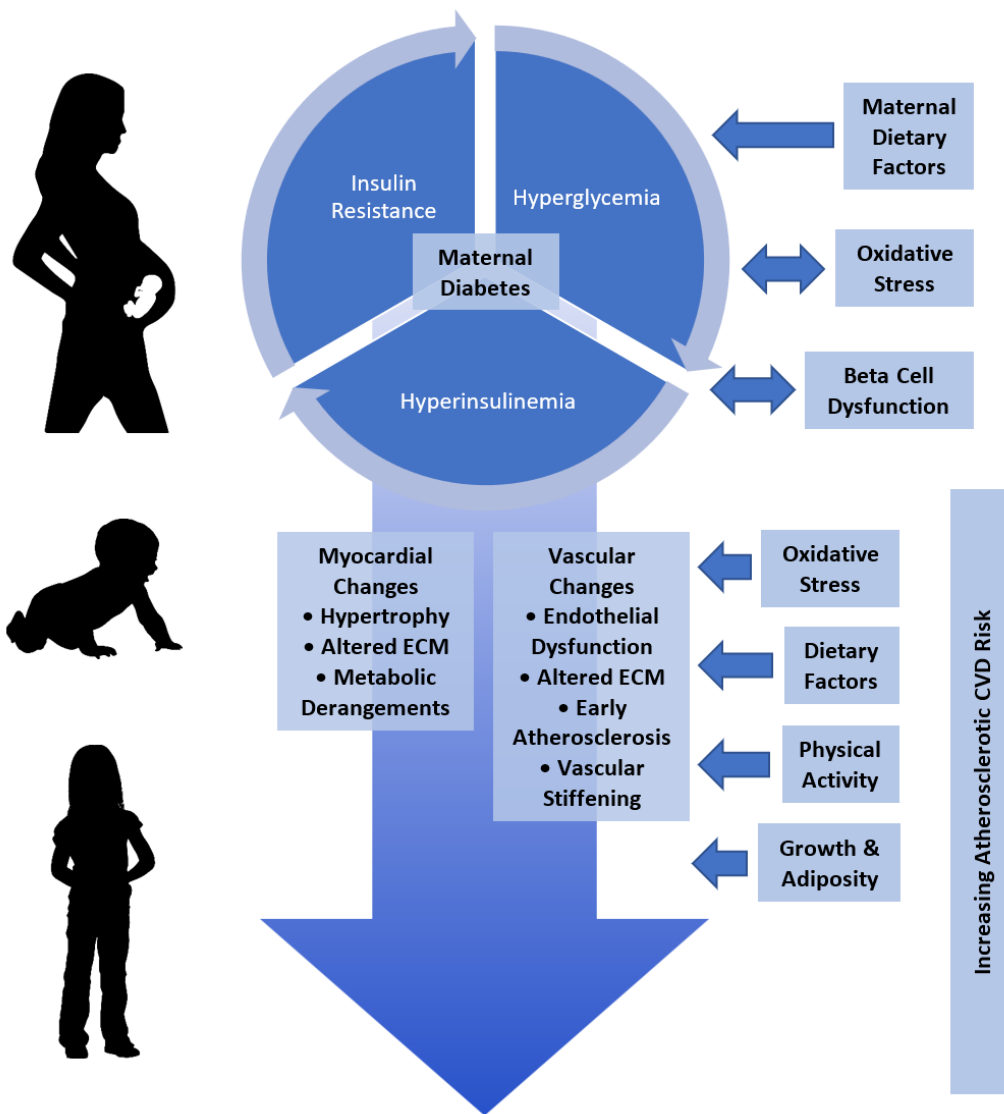 Insulin
Resistance
Hyperglycemia
Maternal
Diabetes
Hyperinsulinemia
Maternal
Dietary
Factors
Oxidative
Stress
Beta Cell
Dysfunction
Myocardial
Changes
• Hypertrophy
• Altered ECM
• Metabolic
Derangements
Vascular
Changes
• Endothelial
Dysfunction
• Altered ECM
• Early
Atherosclerosis
• Vascular
Stiffening
Oxidative
Stress
Dietary
Factors
Physical
Activity
Growth &
Adiposity
Increasing Atherosclerotic CVD Risk